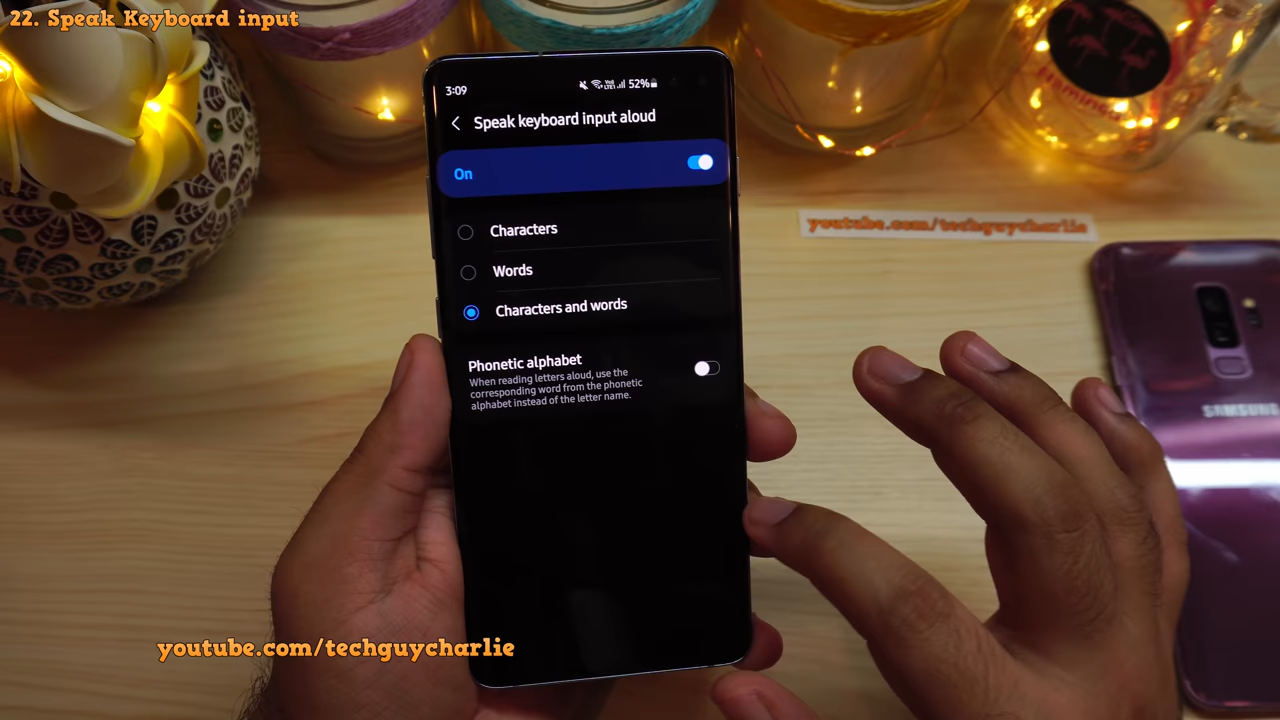 22. Speak Keyboard input
3:09
52%
Speak keyboard input aloud
On
Characters
Words
Characters and words
Phonetic alphabet
When reading letters aloud, use the
corresponding word from the phonetic
alphabet instead of the letter name.
youtube.com/techguycharlie
SAMSUNG
youtube.com/techguycharlie